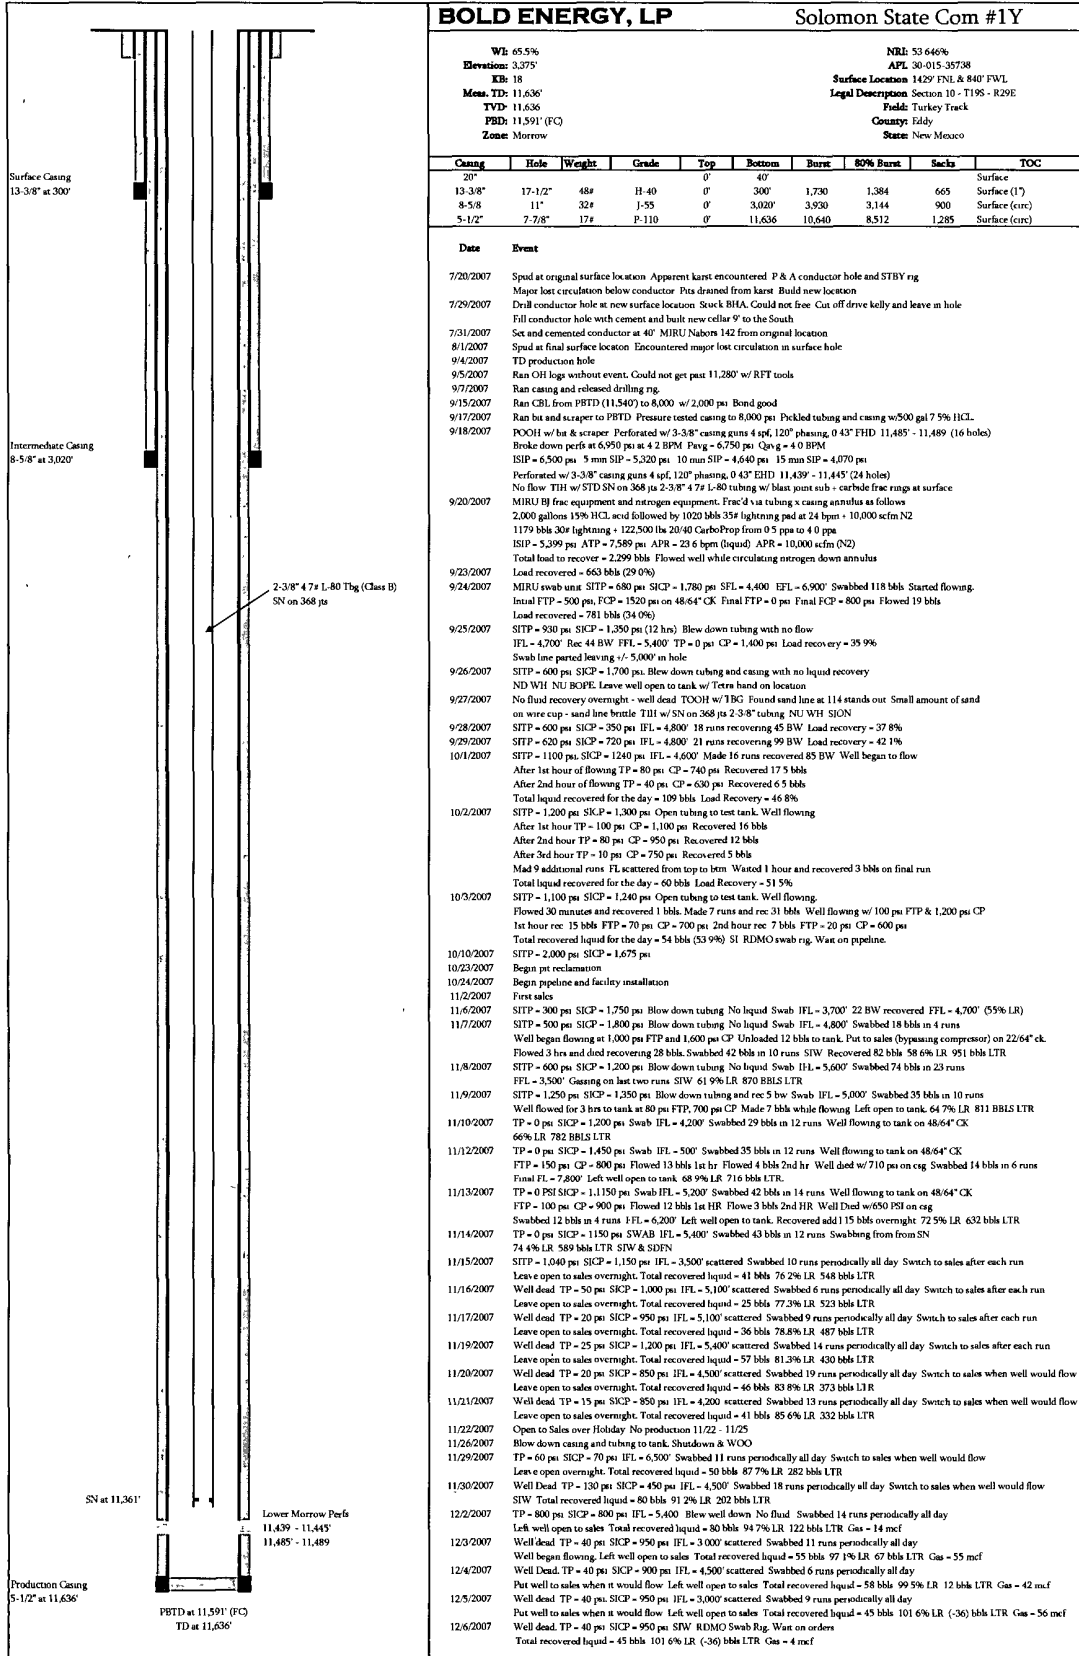 BOLD ENERGY, LP Solomon State Com #1Y
WI: 65.5% NRI: 53 646%
Elevation: 3,375' API. 30-015-35738
KB: 18 Surface Location 1429' FNL & 840' FWL
Meas. TD: 11,636' Legal Description Section 10 - T19S - R29E
TVD· 11,636 Field: Turkey Track
PBD: 11,591' (FC) County: Eddy
Zone: Morrow State: New Mexico
Casing Hole Weight Grade Top Bottom Burst 80% Burst Sacks TOC
20" 0' 40' Surface
13-3/8" 17-1/2" 48# H-40 0' 300' 1,730 1,384 665 Surface (1")
8-5/8 11" 32# J-55 0' 3,020' 3,930 3,144 900 Surface (circ)
5-1/2" 7-7/8" 17# P-110 0' 11,636 10,640 8,512 1,285 Surface (circ)
Date Event
7/20/2007 Spud at original surface location Apparent karst encountered P & A conductor hole and STBY rig
Major lost circulation below conductor Pits drained from karst Build new location
7/29/2007 Drill conductor hole at new surface location Stuck BHA. Could not free Cut off drive kelly and leave in hole
Fill conductor hole with cement and built new cellar 9' to the South
7/31/2007 Set and cemented conductor at 40' MIRU Nabors 142 from original location
8/1/2007 Spud at final surface locaton Encountered major lost circulation in surface hole
9/4/2007 TD production hole
9/5/2007 Ran OH logs without event. Could not get past 11,280' w/ RFT tools
9/7/2007 Ran casing and released drilling rig.
9/15/2007 Ran CBL from PBTD (11,540') to 8,000 w/ 2,000 psi Bond good
9/17/2007 Ran bit and scraper to PBTD Pressure tested casing to 8,000 psi Pickled tubing and casing w/500 gal 7 5% HCL.
9/18/2007 POOH w/ bit & scraper Perforated w/ 3-3/8" casing guns 4 spf, 120° phasing, 0 43" FHD 11,485' - 11,489 (16 holes)
Broke down perfs at 6,950 psi at 4 2 BPM Pavg = 6,750 psi Qavg = 4 0 BPM
ISIP = 6,500 psi 5 min SIP = 5,320 psi 10 min SIP = 4,640 psi 15 min SIP = 4,070 psi
Perforated w/ 3-3/8" casing guns 4 spf, 120° phasing, 0 43" EHD 11,439' - 11,445' (24 holes)
No flow TIH w/ STD SN on 368 jts 2-3/8" 4 7# L-80 tubing w/ blast joint sub + carbide frac rings at surface
9/20/2007 MIRU BJ frac equipment and nitrogen equipment. Frac'd via tubing x casing annulus as follows
2,000 gallons 15% HCL acid followed by 1020 bbls 35# lightning pad at 24 bpm + 10,000 scfm N2
1179 bbls 30# lightning + 122,500 lbs 20/40 CarboProp from 0 5 ppa to 4 0 ppa
ISIP = 5,399 psi ATP = 7,589 psi APR = 23 6 bpm (liquid) APR = 10,000 scfm (N2)
Total load to recover = 2,299 bbls Flowed well while circulating nitrogen down annulus
9/23/2007 Load recovered = 663 bbls (29 0%)
9/24/2007 MIRU swab unit SITP = 680 psi SICP = 1,780 psi SFL = 4,400 EFL = 6,900' Swabbed 118 bbls Started flowing.
Intial FTP = 500 psi, FCP = 1520 psi on 48/64" CK Final FTP = 0 psi Final FCP = 800 psi Flowed 19 bbls
Load recovered = 781 bbls (34 0%)
2-3/8" 4 7# L-80 Tbg (Class B)
SN on 368 jts
9/25/2007 SITP = 930 psi SICP = 1,350 psi (12 hrs) Blew down tubing with no flow
IFL = 4,700' Rec 44 BW FFL = 5,400' TP = 0 psi CP = 1,400 psi Load recovery = 35 9%
Swab line parted leaving +/- 5,000' in hole
9/26/2007 SITP = 600 psi SICP = 1,700 psi. Blew down tubing and casing with no liquid recovery
ND WH NU BOPE. Leave well open to tank w/ Tetra hand on location
9/27/2007 No fluid recovery overnight - well dead TOOH w/ TBG Found sand line at 114 stands out Small amount of sand
on wire cup - sand line brittle TIH w/ SN on 368 jts 2-3/8" tubing NU WH SION
9/28/2007 SITP = 600 psi SICP = 350 psi IFL = 4,800' 18 runs recovering 45 BW Load recovery = 37 8%
9/29/2007 SITP = 620 psi SICP = 720 psi IFL = 4,800' 21 runs recovering 99 BW Load recovery = 42 1%
10/1/2007 SITP = 1100 psi. SICP = 1240 psi IFL = 4,600' Made 16 runs recovered 85 BW Well began to flow
After 1st hour of flowing TP = 80 psi CP = 740 psi Recovered 17 5 bbls
After 2nd hour of flowing TP = 40 psi CP = 630 psi Recovered 6 5 bbls
Total liquid recovered for the day = 109 bbls Load Recovery = 46 8%
10/2/2007 SITP = 1,200 psi SICP = 1,300 psi Open tubing to test tank. Well flowing
After 1st hour TP = 100 psi CP = 1,100 psi Recovered 16 bbls
After 2nd hour TP = 80 psi CP = 950 psi Recovered 12 bbls
After 3rd hour TP = 10 psi CP = 750 psi Recovered 5 bbls
Mad 9 additional runs FL scattered from top to btm Waited 1 hour and recovered 3 bbls on final run
Total liquid recovered for the day = 60 bbls Load Recovery = 51 5%
10/3/2007 SITP = 1,100 psi SICP = 1,240 psi Open tubing to test tank. Well flowing.
Flowed 30 minutes and recovered 1 bbls. Made 7 runs and rec 31 bbls Well flowing w/ 100 psi FTP & 1,200 psi CP
1st hour rec 15 bbls FTP = 70 psi CP = 700 psi 2nd hour rec 7 bbls FTP = 20 psi CP = 600 psi
Total recovered liquid for the day = 54 bbls (53 9%) SI RDMO swab rig. Wait on pipeline.
10/10/2007 SITP = 2,000 psi SICP = 1,675 psi
10/23/2007 Begin pit reclamation
10/24/2007 Begin pipeline and facility installation
11/2/2007 First sales
11/6/2007 SITP = 300 psi SICP = 1,750 psi Blow down tubing No liquid Swab IFL = 3,700' 22 BW recovered FFL = 4,700' (55% LR)
11/7/2007 SITP = 500 psi SICP = 1,800 psi Blow down tubing No liquid Swab IFL = 4,800' Swabbed 18 bbls in 4 runs
Well began flowing at 1,000 psi FTP and 1,600 psi CP Unloaded 12 bbls to tank. Put to sales (bypassing compressor) on 22/64" ck.
Flowed 3 hrs and died recovering 28 bbls. Swabbed 42 bbls in 10 runs SIW Recovered 82 bbls 58 6% LR 951 bbls LTR
11/8/2007 SITP = 600 psi SICP = 1,200 psi Blow down tubing No liquid Swab IFL = 5,600' Swabbed 74 bbls in 23 runs
FFL = 3,500' Gassing on last two runs SIW 61 9% LR 870 BBLS LTR
11/9/2007 SITP = 1,250 psi SICP = 1,350 psi Blow down tubing and rec 5 bw Swab IFL = 5,000' Swabbed 35 bbls in 10 runs
Well flowed for 3 hrs to tank at 80 psi FTP, 700 psi CP Made 7 bbls while flowing Left open to tank. 64 7% LR 811 BBLS LTR
11/10/2007 TP = 0 psi SICP = 1,200 psi Swab IFL = 4,200' Swabbed 29 bbls in 12 runs Well flowing to tank on 48/64" CK
66% LR 782 BBLS LTR
11/12/2007 TP = 0 psi SICP = 1,450 psi Swab IFL = 500' Swabbed 35 bbls in 12 runs Well flowing to tank on 48/64" CK
FTP = 150 psi CP = 800 psi Flowed 13 bbls 1st hr Flowed 4 bbls 2nd hr Well died w/ 710 psi on csg Swabbed 14 bbls in 6 runs
Final FL = 7,800' Left well open to tank 68 9% LR 716 bbls LTR.
11/13/2007 TP = 0 PSI SICP = 1,1150 psi Swab IFL = 5,200' Swabbed 42 bbls in 14 runs Well flowing to tank on 48/64" CK
FTP = 100 psi CP = 900 psi Flowed 12 bbls 1st HR Flowe 3 bbls 2nd HR Well Died w/650 PSI on csg
Swabbed 12 bbls in 4 runs FFL = 6,200' Left well open to tank. Recovered add l 15 bbls overnight 72 5% LR 632 bbls LTR
11/14/2007 TP = 0 psi SICP = 1150 psi SWAB IFL = 5,400' Swabbed 43 bbls in 12 runs Swabbing from from SN
74 4% LR 589 bbls LTR SIW & SDFN
11/15/2007 SITP = 1,040 psi SICP = 1,150 psi IFL = 3,500' scattered Swabbed 10 runs periodically all day Switch to sales after each run
Leave open to sales overnight. Total recovered liquid = 41 bbls 76 2% LR 548 bbls LTR
11/16/2007 Well dead TP = 50 psi SICP = 1,000 psi IFL = 5,100' scattered Swabbed 6 runs periodically all day Switch to sales after each run
Leave open to sales overnight. Total recovered liquid = 25 bbls 77.3% LR 523 bbls LTR
11/17/2007 Well dead TP = 20 psi SICP = 950 psi IFL = 5,100' scattered Swabbed 9 runs periodically all day Switch to sales after each run
Leave open to sales overnight. Total recovered liquid = 36 bbls 78.8% LR 487 bbls LTR
11/19/2007 Well dead TP = 25 psi SICP = 1,200 psi IFL = 5,400' scattered Swabbed 14 runs periodically all day Switch to sales after each run
Leave open to sales overnight. Total recovered liquid = 57 bbls 81.3% LR 430 bbls LTR
11/20/2007 Well dead TP = 20 psi SICP = 850 psi IFL = 4,500' scattered Swabbed 19 runs periodically all day Switch to sales when well would flow
Leave open to sales overnight. Total recovered liquid = 46 bbls 83 8% LR 373 bbls LTR
11/21/2007 Well dead TP = 15 psi SICP = 850 psi IFL = 4,200 scattered Swabbed 13 runs periodically all day Switch to sales when well would flow
Leave open to sales overnight. Total recovered liquid = 41 bbls 85 6% LR 332 bbls LTR
11/22/2007 Open to Sales over Holiday No production 11/22 - 11/25
11/26/2007 Blow down casing and tubing to tank. Shutdown & WOO
11/29/2007 TP = 60 psi SICP = 70 psi IFL = 6,500' Swabbed 11 runs periodically all day Switch to sales when well would flow
Leave open overnight. Total recovered liquid = 50 bbls 87 7% LR 282 bbls LTR
11/30/2007 Well Dead TP = 130 psi SICP = 450 psi IFL = 4,500' Swabbed 18 runs periodically all day Switch to sales when well would flow
SIW Total recovered liquid = 80 bbls 91 2% LR 202 bbls LTR
12/2/2007 TP = 800 psi SICP = 800 psi IFL = 5,400 Blew well down No fluid Swabbed 14 runs periodically all day
Left well open to sales Total recovered liquid = 80 bbls 94 7% LR 122 bbls LTR Gas = 14 mcf
12/3/2007 Well dead TP = 40 psi SICP = 950 psi IFL = 3 000' scattered Swabbed 11 runs periodically all day
Well began flowing. Left well open to sales Total recovered liquid = 55 bbls 97 1% LR 67 bbls LTR Gas = 55 mcf
12/4/2007 Well Dead. TP = 40 psi SICP = 900 psi IFL = 4,500' scattered Swabbed 6 runs periodically all day
Put well to sales when it would flow Left well open to sales Total recovered liquid = 58 bbls 99 5% LR 12 bbls LTR Gas = 42 mcf
12/5/2007 Well dead TP = 40 psi. SICP = 950 psi IFL = 3,000' scattered Swabbed 9 runs periodically all day
Put well to sales when it would flow Left well open to sales Total recovered liquid = 45 bbls 101 6% LR (-36) bbls LTR Gas = 56 mcf
12/6/2007 Well dead. TP = 40 psi SICP = 950 psi SIW RDMO Swab Rig. Wait on orders
Total recovered liquid = 45 bbls 101 6% LR (-36) bbls LTR Gas = 4 mcf
Surface Casing
13-3/8" at 300'
Intermediate Casing
8-5/8" at 3,020'
SN at 11,361'
Lower Morrow Perfs
11,439 - 11,445'
11,485' - 11,489
Production Casing
5-1/2" at 11,636'
PBTD at 11,591' (FC)
TD at 11,636'